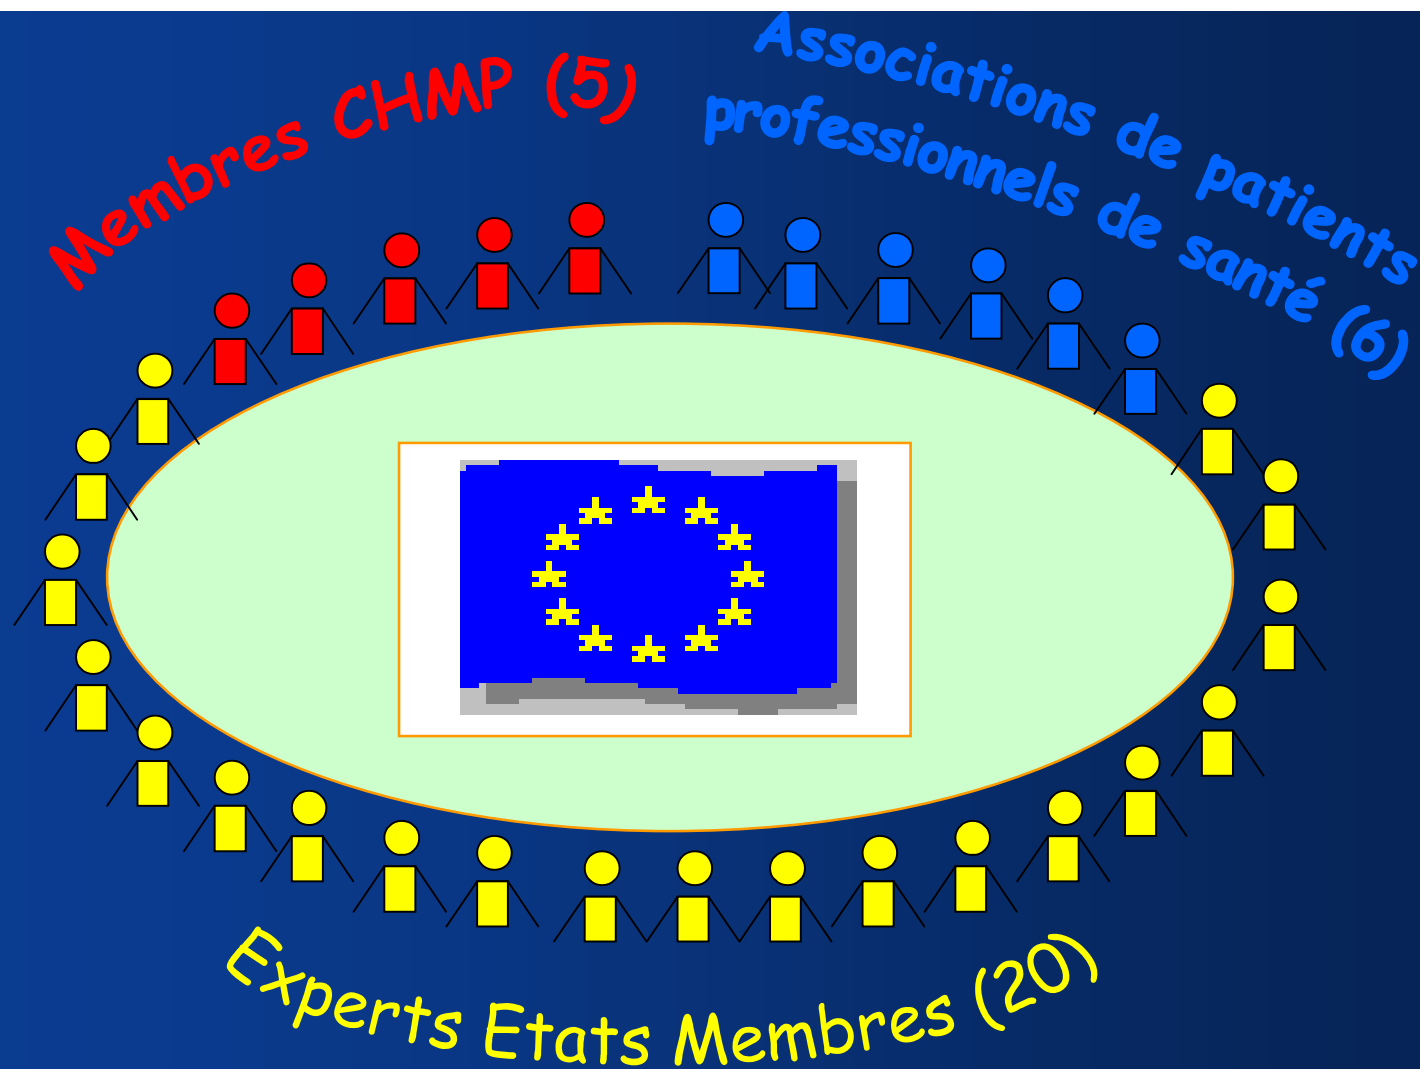 Membres CHMP (5)
Associations de patients
professionnels de santé (6)
Experts Etats Membres (20)